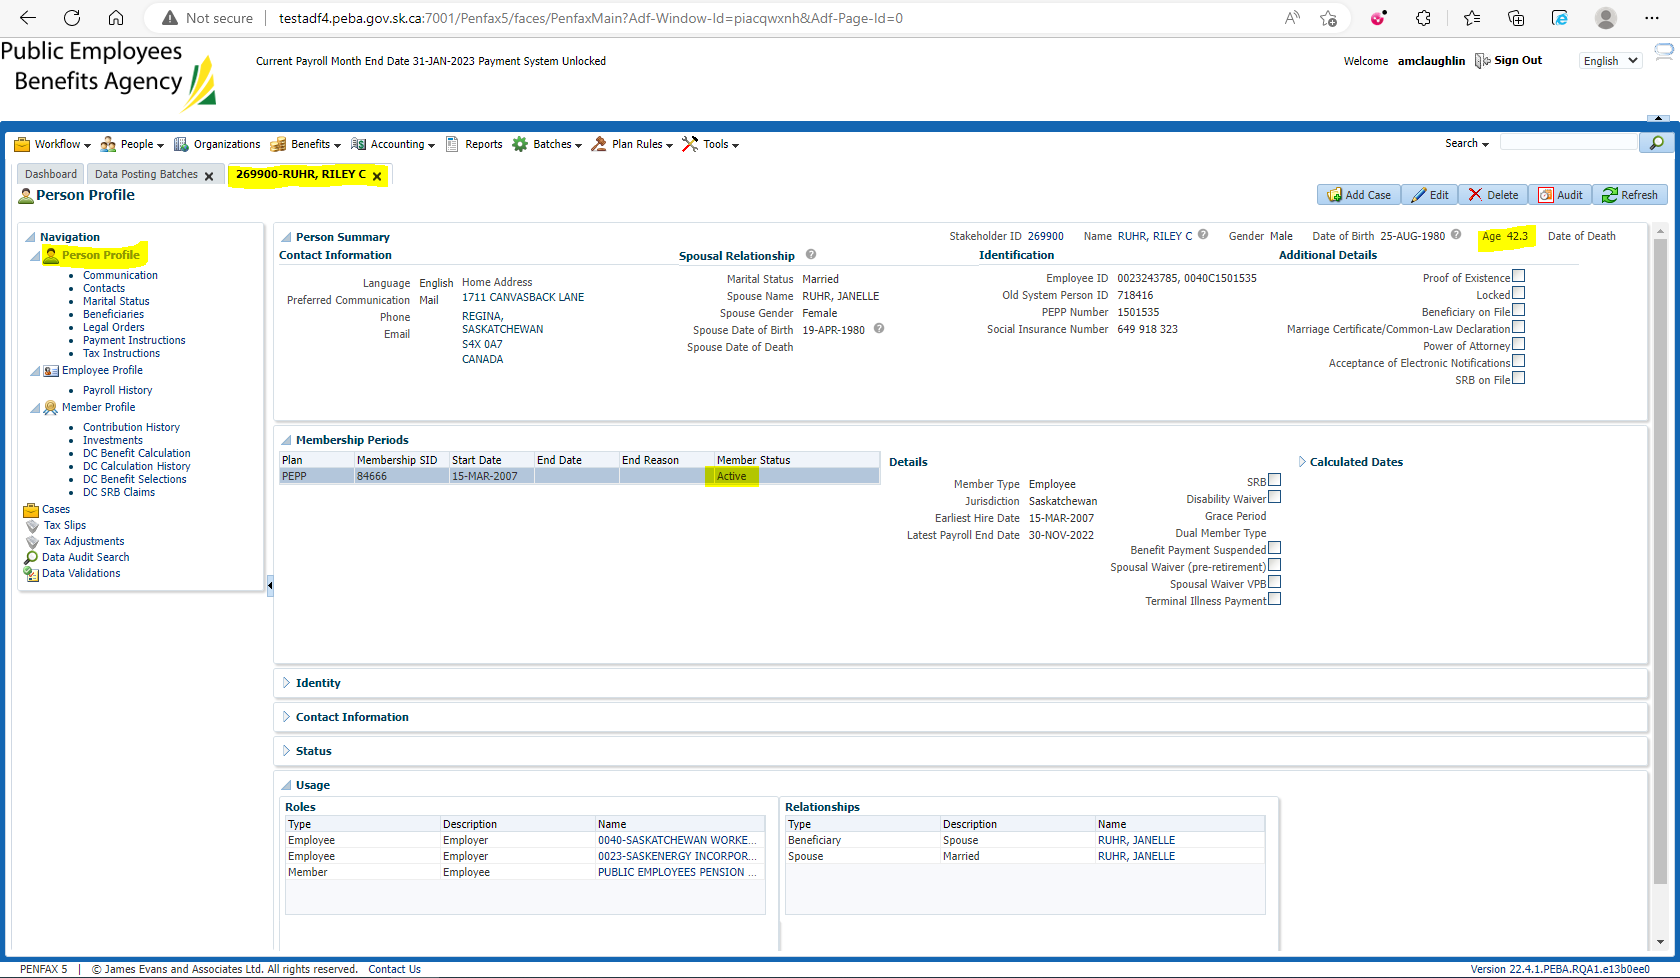 Not secure | testadf4.peba.gov.sk.ca:7001/Penfax5/faces/PenfaxMain?Adf-Window-Id=piacqwxnh&Adf-Page-Id=0
Public Employees
Benefits Agency
Current Payroll Month End Date 31-JAN-2023 Payment System Unlocked
Welcome amclaughlin Sign Out English
Workflow People Organizations Benefits Accounting Reports Batches Plan Rules Tools Search
Dashboard Data Posting Batches 269900-RUHR, RILEY C
Person Profile
Add Case Edit Delete Audit Refresh
Navigation
Person Profile
Communication
Contacts
Marital Status
Beneficiaries
Legal Orders
Payment Instructions
Tax Instructions
Employee Profile
Payroll History
Member Profile
Contribution History
Investments
DC Benefit Calculation
DC Calculation History
DC Benefit Selections
DC SRB Claims
Cases
Tax Slips
Tax Adjustments
Data Audit Search
Data Validations
Person Summary
Stakeholder ID 269900 Name RUHR, RILEY C Gender Male Date of Birth 25-AUG-1980 Age 42.3 Date of Death
Contact Information
Language English
Preferred Communication Mail
Phone
Email
Home Address
1711 CANVASBACK LANE
REGINA,
SASKATCHEWAN
S4X 0A7
CANADA
Spousal Relationship
Marital Status Married
Spouse Name RUHR, JANELLE
Spouse Gender Female
Spouse Date of Birth 19-APR-1980
Spouse Date of Death
Identification
Employee ID 0023243785, 0040C1501535
Old System Person ID 718416
PEPP Number 1501535
Social Insurance Number 649 918 323
Additional Details
Proof of Existence
Locked
Beneficiary on File
Marriage Certificate/Common-Law Declaration
Power of Attorney
Acceptance of Electronic Notifications
SRB on File
Membership Periods
Plan Membership SID Start Date End Date End Reason Member Status
PEPP 84666 15-MAR-2007 Active
Details
Member Type Employee
Jurisdiction Saskatchewan
Earliest Hire Date 15-MAR-2007
Latest Payroll End Date 30-NOV-2022
SRB
Disability Waiver
Grace Period
Dual Member Type
Benefit Payment Suspended
Spousal Waiver (pre-retirement)
Spousal Waiver VPB
Terminal Illness Payment
Calculated Dates
Identity
Contact Information
Status
Usage
Roles
Type Description Name
Employee Employer 0040-SASKATCHEWAN WORKE...
Employee Employer 0023-SASKENERGY INCORPOR...
Member Employee PUBLIC EMPLOYEES PENSION ...
Relationships
Type Description Name
Beneficiary Spouse RUHR, JANELLE
Spouse Married RUHR, JANELLE
PENFAX 5 | © James Evans and Associates Ltd. All rights reserved. Contact Us
Version 22.4.1.PEBA.RQA1.e13b0ee0